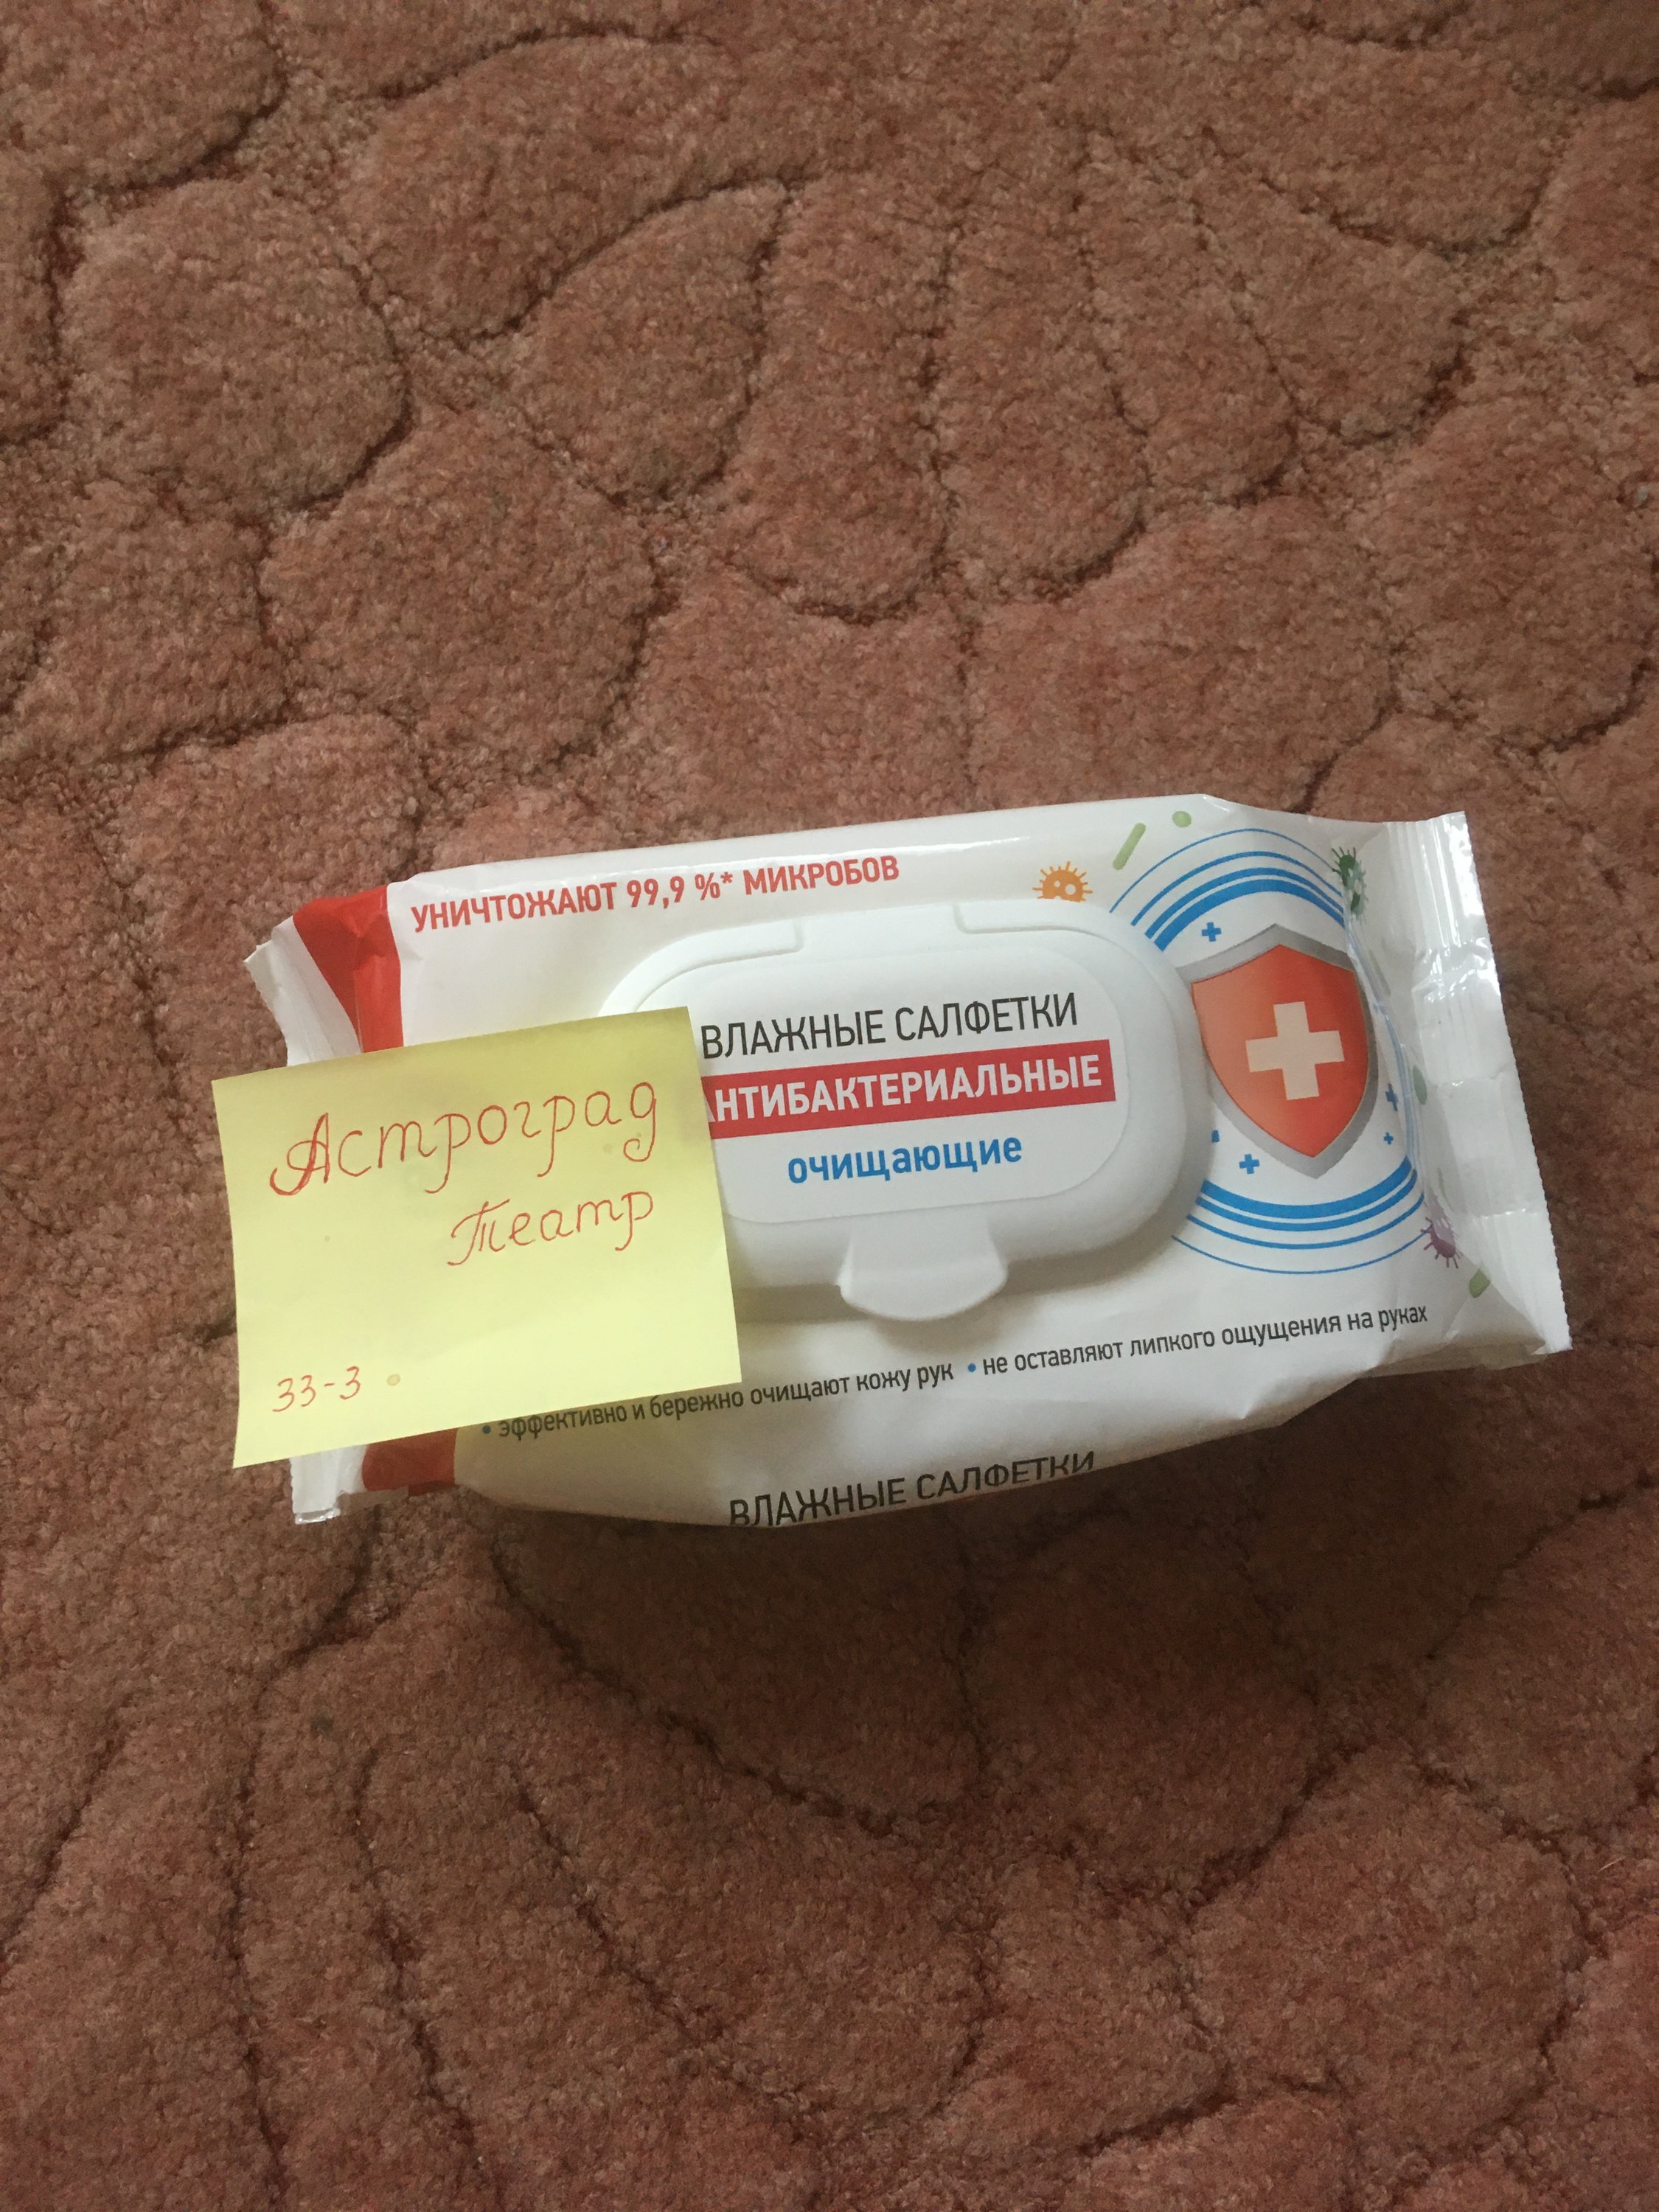 УНИЧТОЖАЮТ 99,9 %* МИКРОБОВ
ВЛАЖНЫЕ САЛФЕТКИ
АНТИБАКТЕРИАЛЬНЫЕ
очищающие
Астроград
Театр
33-3
• эффективно и бережно очищают кожу рук • не оставляют липкого ощущения на руках
ВЛАЖНЫЕ САЛФЕТКИ